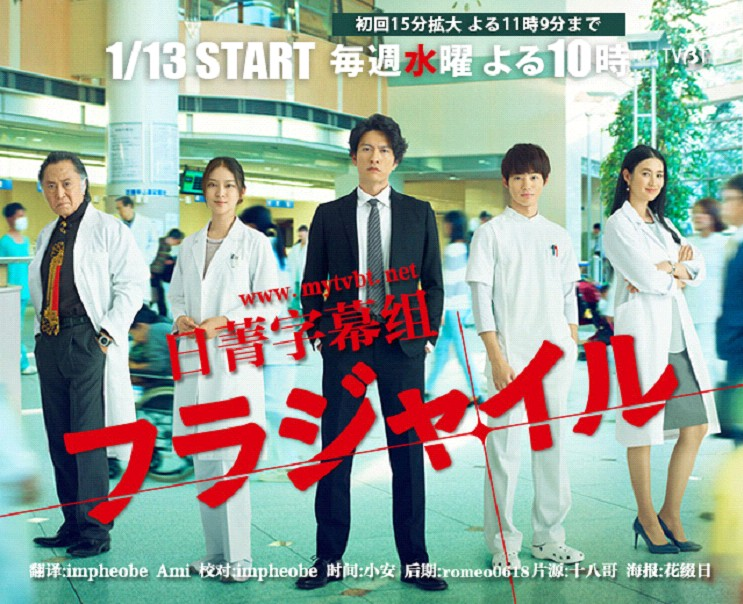 初回15分拡大 よる11時9分まで
1/13 START 毎週水曜 よる10時
www.mytvbt.net
日菁字幕组
フラジャイル
翻译:impheobe Ami 校对:impheobe 时间:小安 后期:romeo0618 片源:十八哥 海报:花缀日